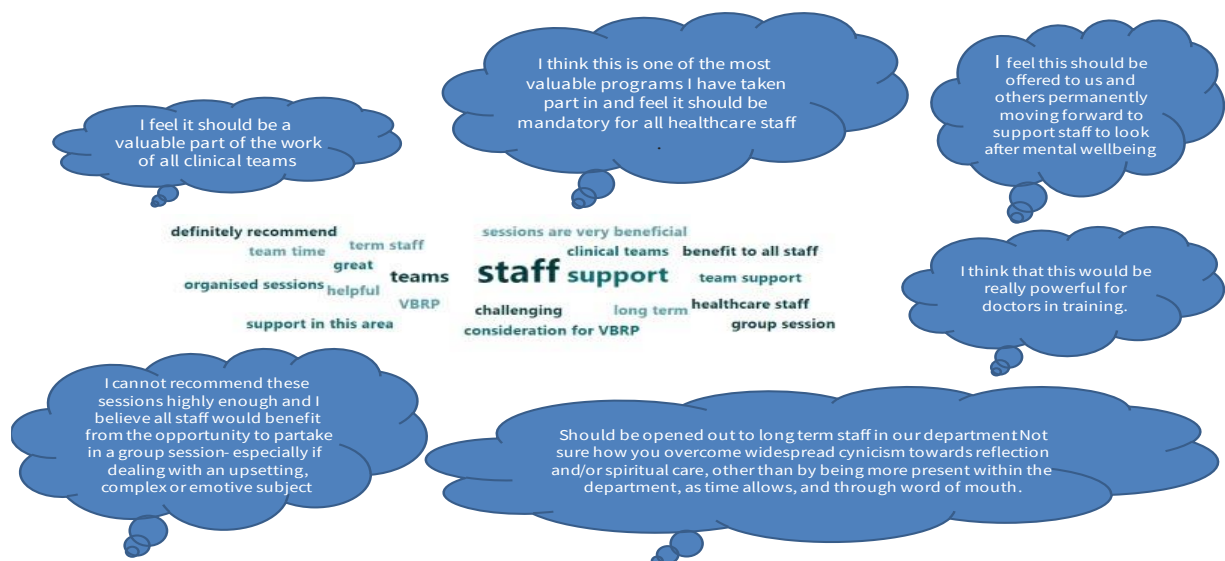 I feel it should be a
valuable part of the work
of all clinical teams
I think this is one of the most
valuable programs I have taken
part in and feel it should be
mandatory for all healthcare staff
.
I feel this should be
offered to us and
others permanently
moving forward to
support staff to look
after mental wellbeing
definitely recommend
sessions are very beneficial
team time
term staff
clinical teams
benefit to all staff
great
teams
staff
support
team support
organised sessions
helpful
VBRP
challenging
long term
healthcare staff
support in this area
consideration for VBRP
group session
I think that this would be
really powerful for
doctors in training.
I cannot recommend these
sessions highly enough and I
believe all staff would benefit
from the opportunity to partake
in a group session- especially if
dealing with an upsetting,
complex or emotive subject
Should be opened out to long term staff in our department Not
sure how you overcome widespread cynicism towards reflection
and/or spiritual care, other than by being more present within the
department, as time allows, and through word of mouth.